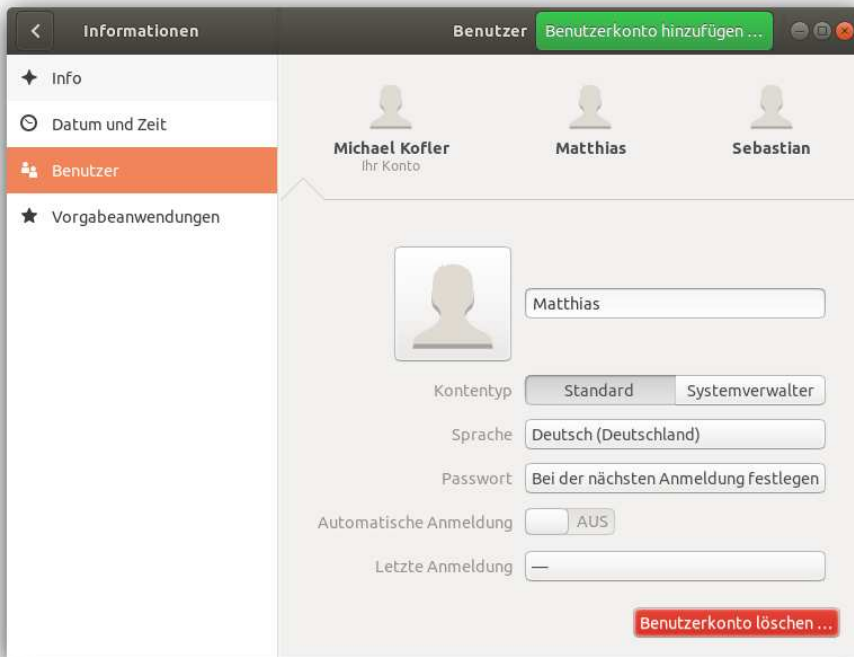 Informationen
Benutzer
Benutzerkonto hinzufügen ...
Info
Datum und Zeit
Benutzer
Vorgabeanwendungen
Michael Kofler
Ihr Konto
Matthias
Sebastian
Matthias
Kontentyp Standard Systemverwalter
Sprache Deutsch (Deutschland)
Passwort Bei der nächsten Anmeldung festlegen
Automatische Anmeldung AUS
Letzte Anmeldung —
Benutzerkonto löschen ...